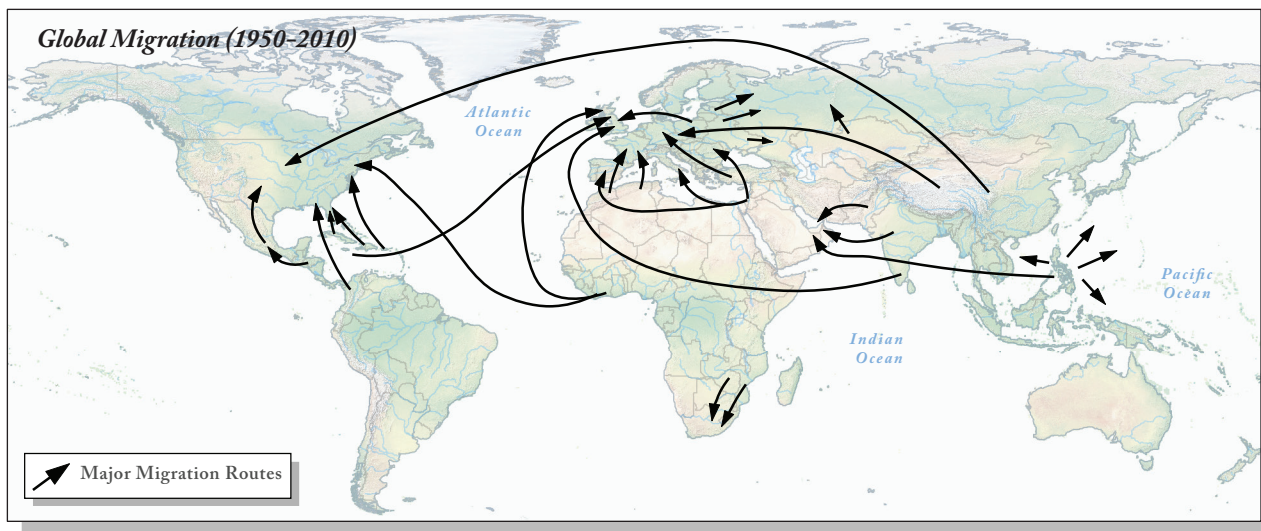 Global Migration (1950-2010)
Atlantic
Ocean
Pacific
Ocean
Indian
Ocean
Major Migration Routes